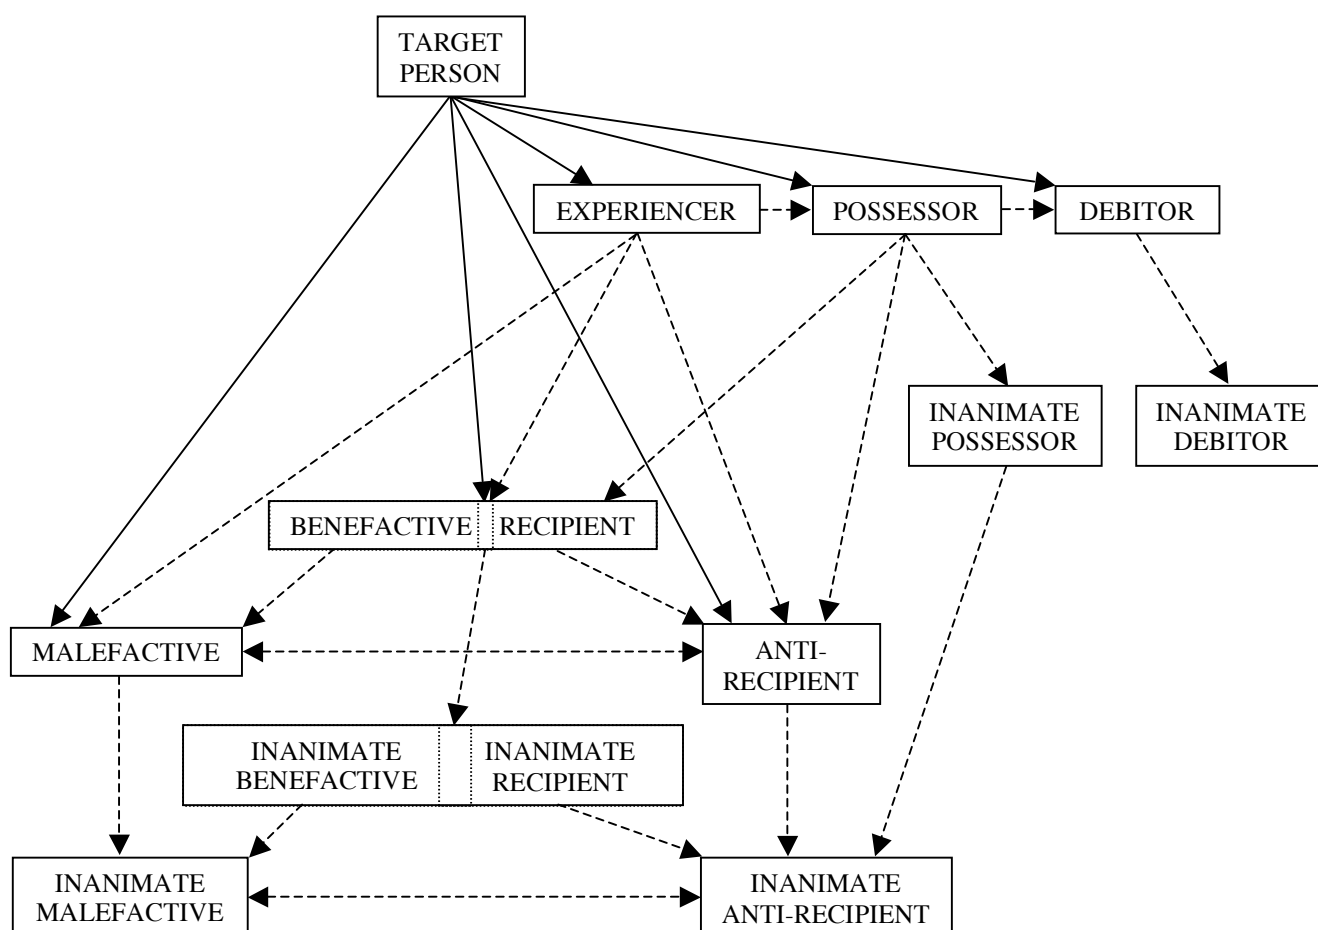 TARGET
PERSON
EXPERIENCER
POSSESSOR
DEBITOR
INANIMATE
POSSESSOR
INANIMATE
DEBITOR
BENEFACTIVE
RECIPIENT
MALEFACTIVE
ANTI-
RECIPIENT
INANIMATE
BENEFACTIVE
INANIMATE
RECIPIENT
INANIMATE
MALEFACTIVE
INANIMATE
ANTI-RECIPIENT